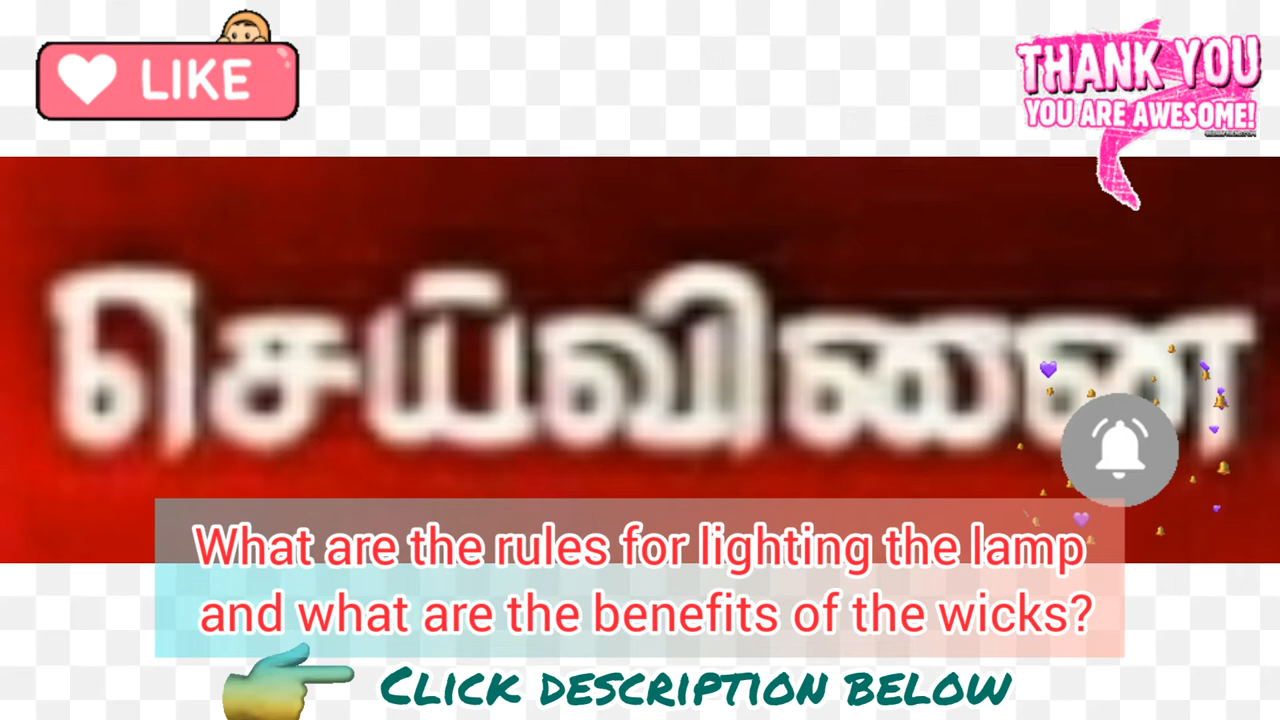 LIKE
THANK YOU
YOU ARE AWESOME!
செய்வினை
What are the rules for lighting the lamp
and what are the benefits of the wicks?
CLICK DESCRIPTION BELOW